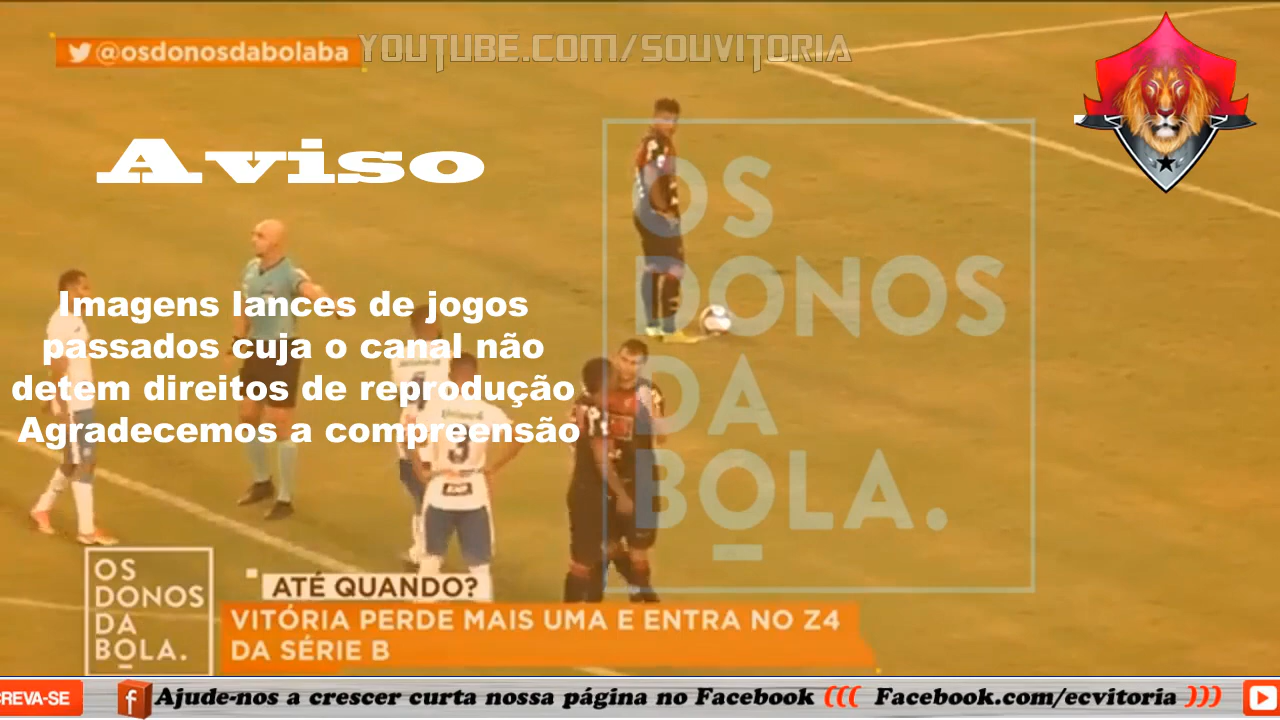 @osdonosdabolaba
YOUTUBE.COM/SOUVITORIA
Aviso
OS
DONOS
DA
BOLA.
Imagens lances de jogos
passados cuja o canal não
detem direitos de reprodução
Agradecemos a compreensão
3
OS
DONOS
DA
BOLA.
ATÉ QUANDO?
VITÓRIA PERDE MAIS UMA E ENTRA NO Z4
DA SÉRIE B
CREVA-SE
f Ajude-nos a crescer curta nossa página no Facebook ((( Facebook.com/ecvitoria )))